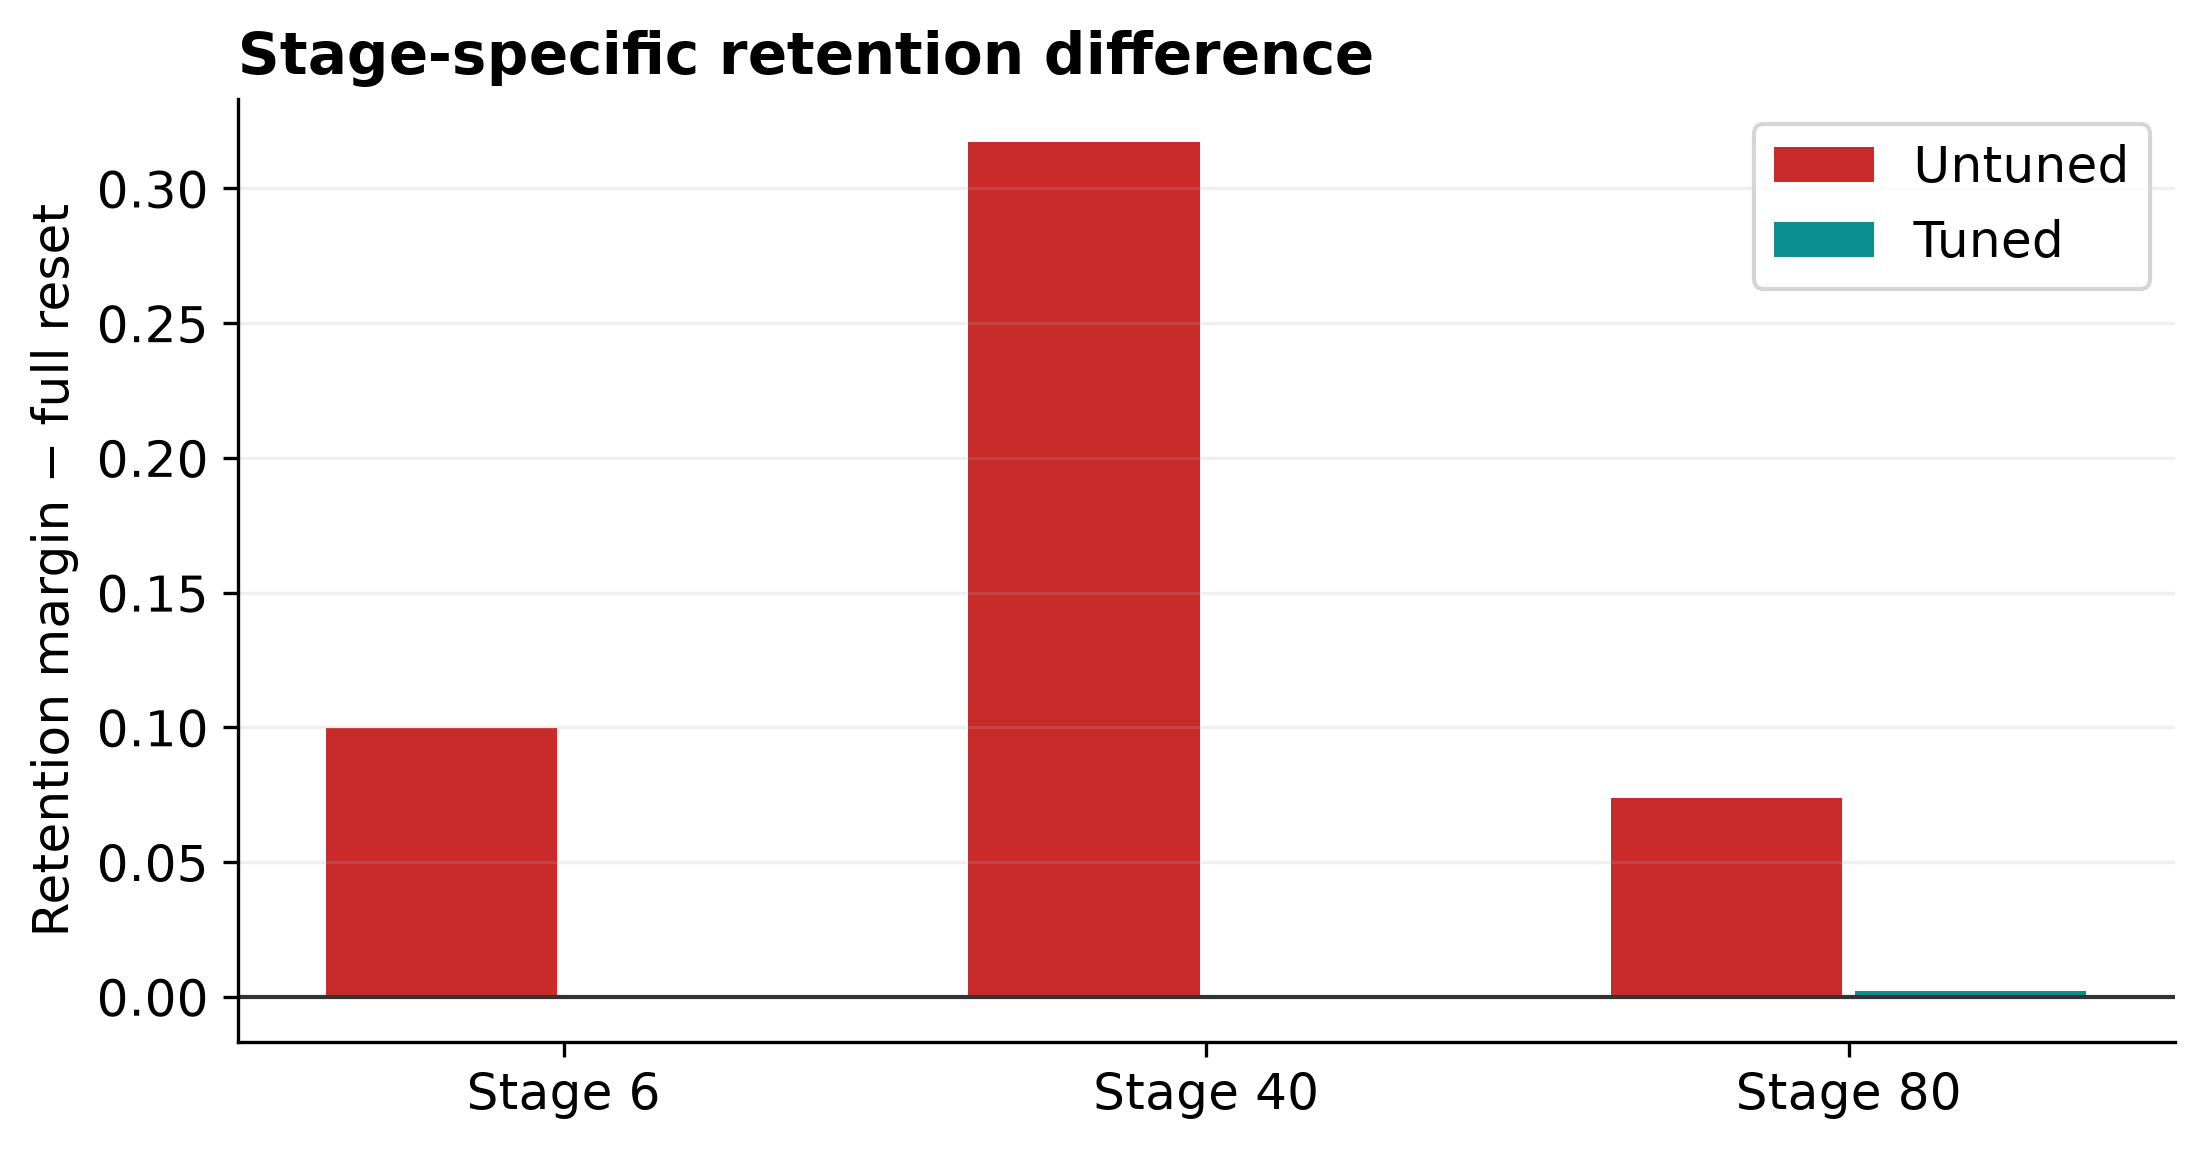 Stage-specific retention difference
Retention margin − full reset
0.30
0.25
0.20
0.15
0.10
0.05
0.00
Stage 6
Stage 40
Stage 80
Untuned
Tuned